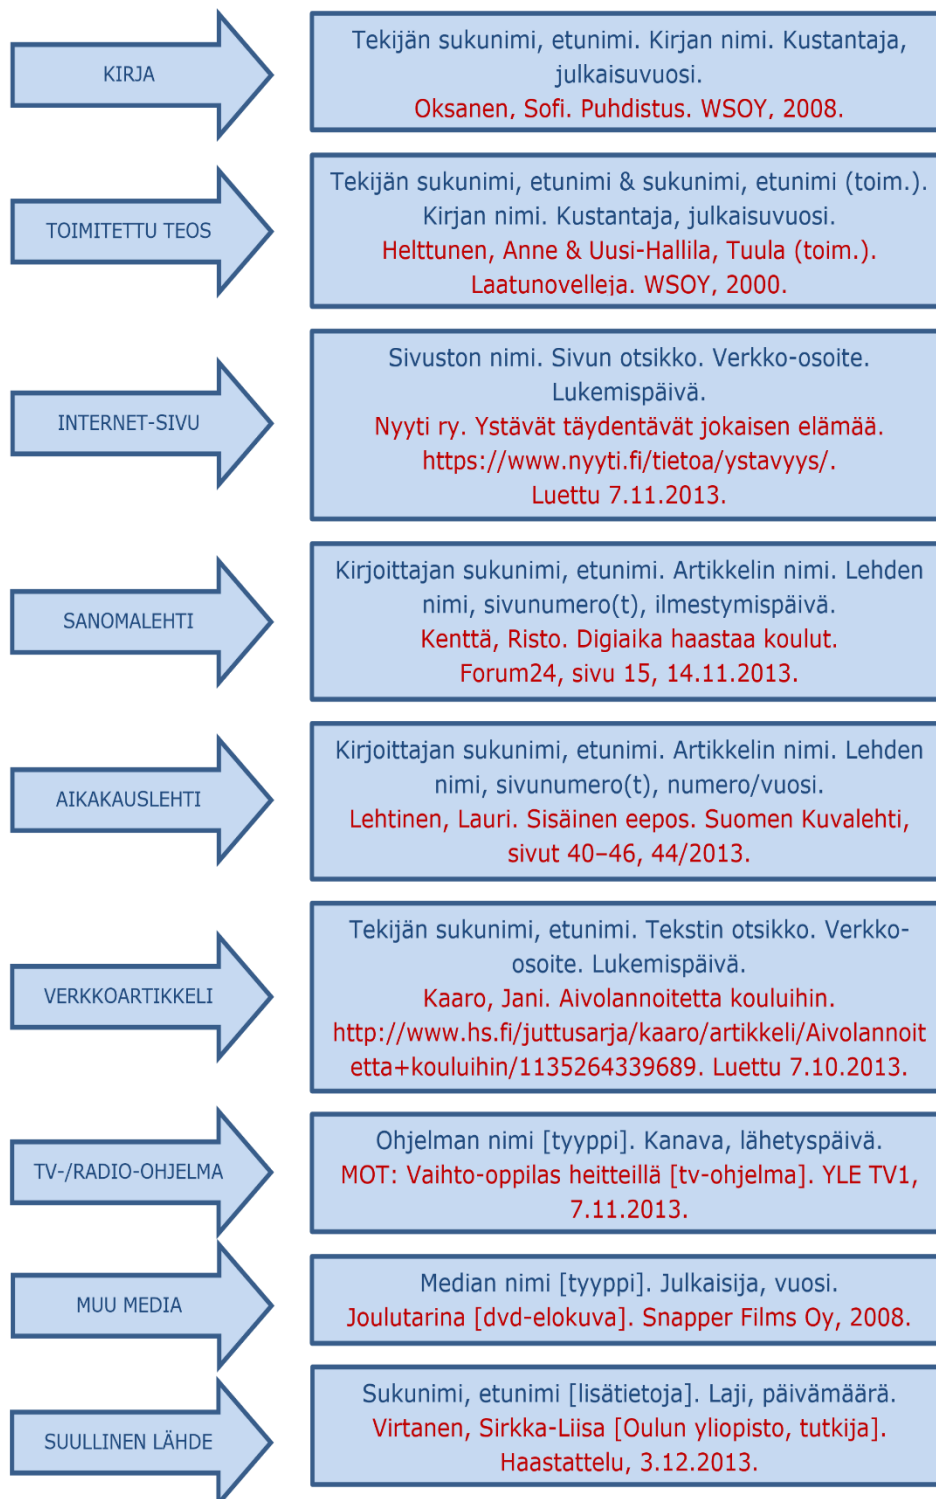 KIRJA
Tekijän sukunimi, etunimi. Kirjan nimi. Kustantaja,
julkaisuvuosi.
Oksanen, Sofi. Puhdistus. WSOY, 2008.
TOIMITETTU TEOS
Tekijän sukunimi, etunimi & sukunimi, etunimi (toim.).
Kirjan nimi. Kustantaja, julkaisuvuosi.
Helttunen, Anne & Uusi-Hallila, Tuula (toim.).
Laatunovelleja. WSOY, 2000.
INTERNET-SIVU
Sivuston nimi. Sivun otsikko. Verkko-osoite.
Lukemispäivä.
Nyyti ry. Ystävät täydentävät jokaisen elämää.
https://www.nyyti.fi/tietoa/ystavyys/.
Luettu 7.11.2013.
SANOMALEHTI
Kirjoittajan sukunimi, etunimi. Artikkelin nimi. Lehden
nimi, sivunumero(t), ilmestymispäivä.
Kenttä, Risto. Digiaika haastaa koulut.
Forum24, sivu 15, 14.11.2013.
AIKAKAUSLEHTI
Kirjoittajan sukunimi, etunimi. Artikkelin nimi. Lehden
nimi, sivunumero(t), numero/vuosi.
Lehtinen, Lauri. Sisäinen eepos. Suomen Kuvalehti,
sivut 40–46, 44/2013.
VERKKOARTIKKELI
Tekijän sukunimi, etunimi. Tekstin otsikko. Verkko-
osoite. Lukemispäivä.
Kaaro, Jani. Aivolannoitetta kouluihin.
http://www.hs.fi/juttusarja/kaaro/artikkeli/Aivolannoit
etta+kouluihin/1135264339689. Luettu 7.10.2013.
TV-/RADIO-OHJELMA
Ohjelman nimi [tyyppi]. Kanava, lähetyspäivä.
MOT: Vaihto-oppilas heitteillä [tv-ohjelma]. YLE TV1,
7.11.2013.
MUU MEDIA
Median nimi [tyyppi]. Julkaisija, vuosi.
Joulutarina [dvd-elokuva]. Snapper Films Oy, 2008.
SUULLINEN LÄHDE
Sukunimi, etunimi [lisätietoja]. Laji, päivämäärä.
Virtanen, Sirkka-Liisa [Oulun yliopisto, tutkija].
Haastattelu, 3.12.2013.